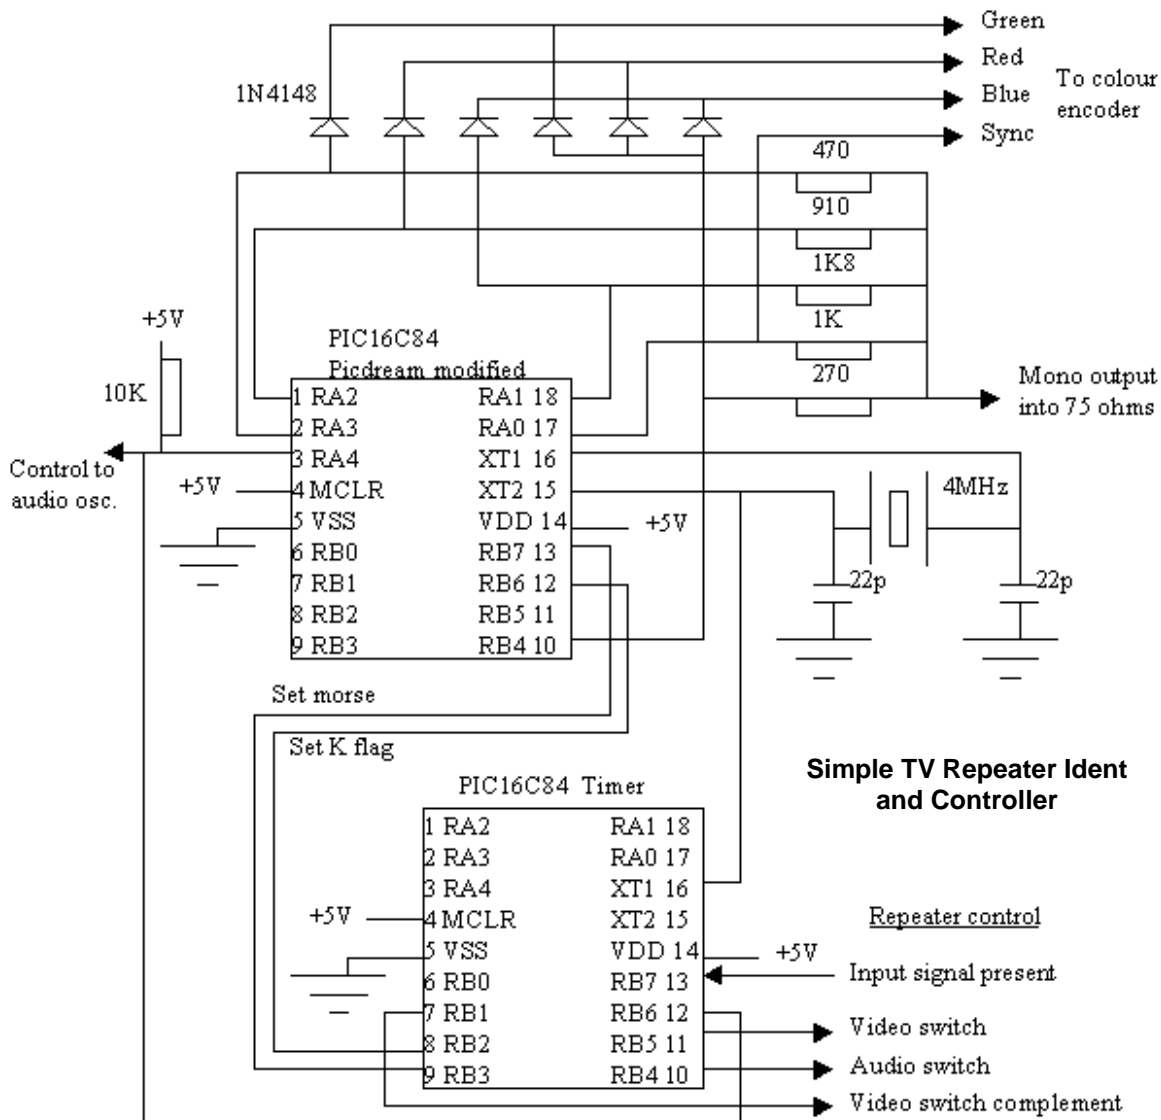 Green
Red
1N4148
Blue
To colour
encoder
Sync
470
910
1K8
1K
270
+5V
PIC16C84
Picdream modified
10K
Mono output
into 75 ohms
1 RA2 RA1 18
2 RA3 RA0 17
3 RA4 XT1 16
4 MCLR XT2 15
5 VSS VDD 14
6 RB0 RB7 13
7 RB1 RB6 12
8 RB2 RB5 11
9 RB3 RB4 10
Control to
audio osc.
+5V
+5V
4MHz
22p
22p
Set morse
Set K flag
Simple TV Repeater Ident
and Controller
PIC16C84 Timer
1 RA2 RA1 18
2 RA3 RA0 17
3 RA4 XT1 16
4 MCLR XT2 15
5 VSS VDD 14
6 RB0 RB7 13
7 RB1 RB6 12
8 RB2 RB5 11
9 RB3 RB4 10
+5V
+5V
Repeater control
Input signal present
Video switch
Audio switch
Video switch complement